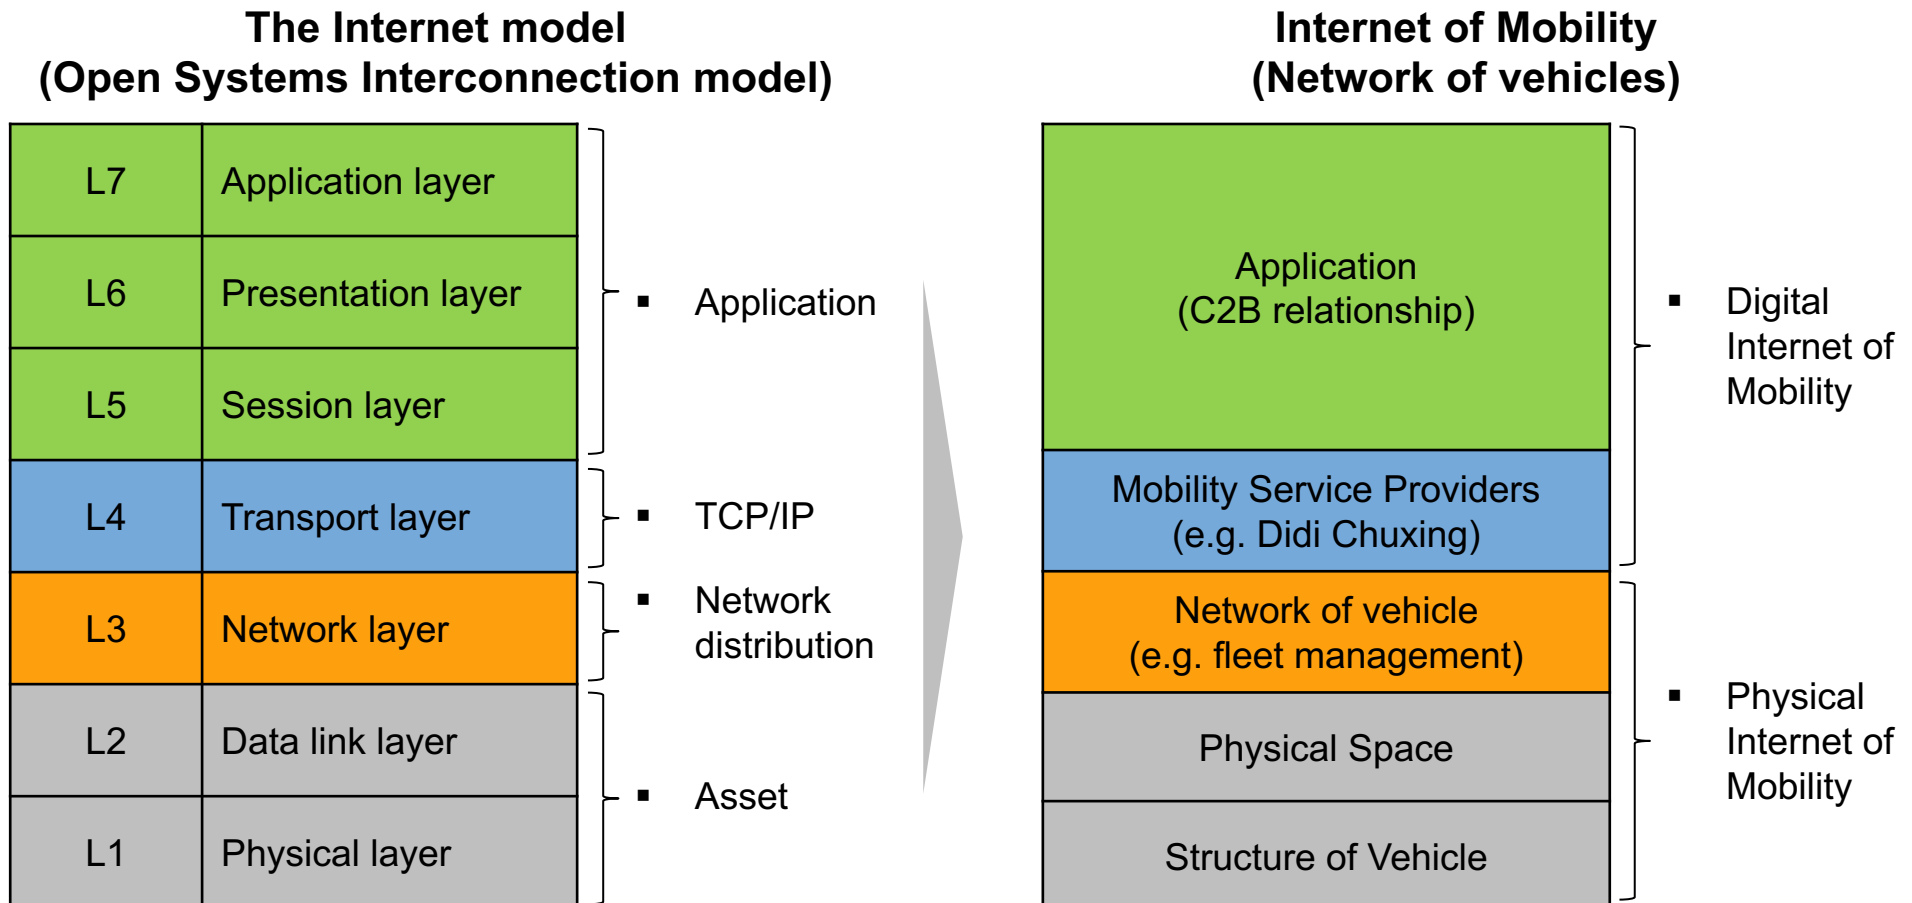 The Internet model
(Open Systems Interconnection model)
L7 Application layer
L6 Presentation layer
L5 Session layer
L4 Transport layer
L3 Network layer
L2 Data link layer
L1 Physical layer
▪ Application
▪ TCP/IP
▪ Network
distribution
▪ Asset
Internet of Mobility
(Network of vehicles)
Application
(C2B relationship)
Mobility Service Providers
(e.g. Didi Chuxing)
Network of vehicle
(e.g. fleet management)
Physical Space
Structure of Vehicle
▪ Digital
Internet of
Mobility
▪ Physical
Internet of
Mobility